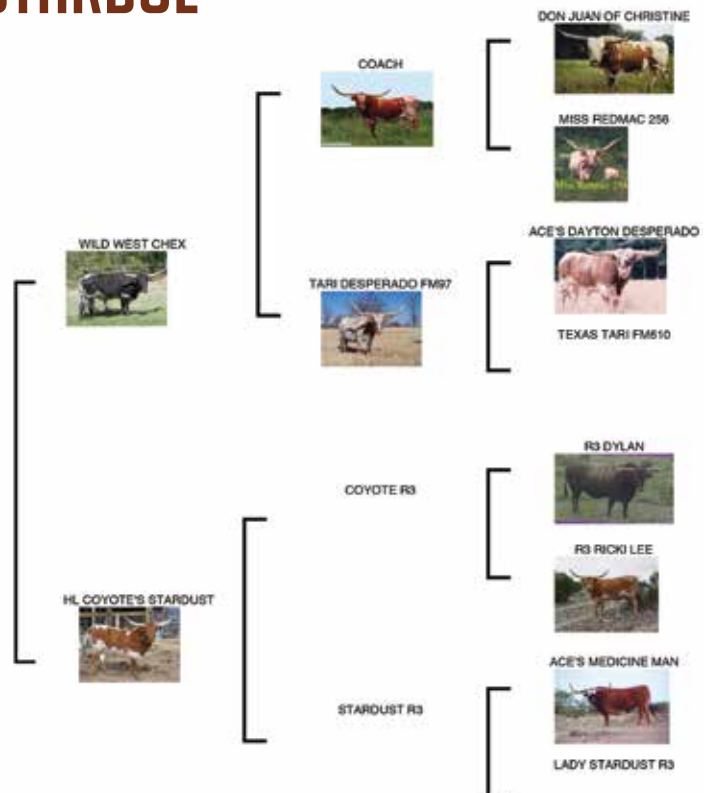 DON JUAN OF CHRISTINE
COACH
MISS REDMAC 256
WILD WEST CHEX
ACE'S DAYTON DESPERADO
TARI DESPERADO FM97
TEXAS TARI FM610
R3 DYLAN
COYOTE R3
R3 RICKI LEE
HL COYOTE'S STARDUST
ACE'S MEDICINE MAN
STARDUST R3
LADY STARDUST R3